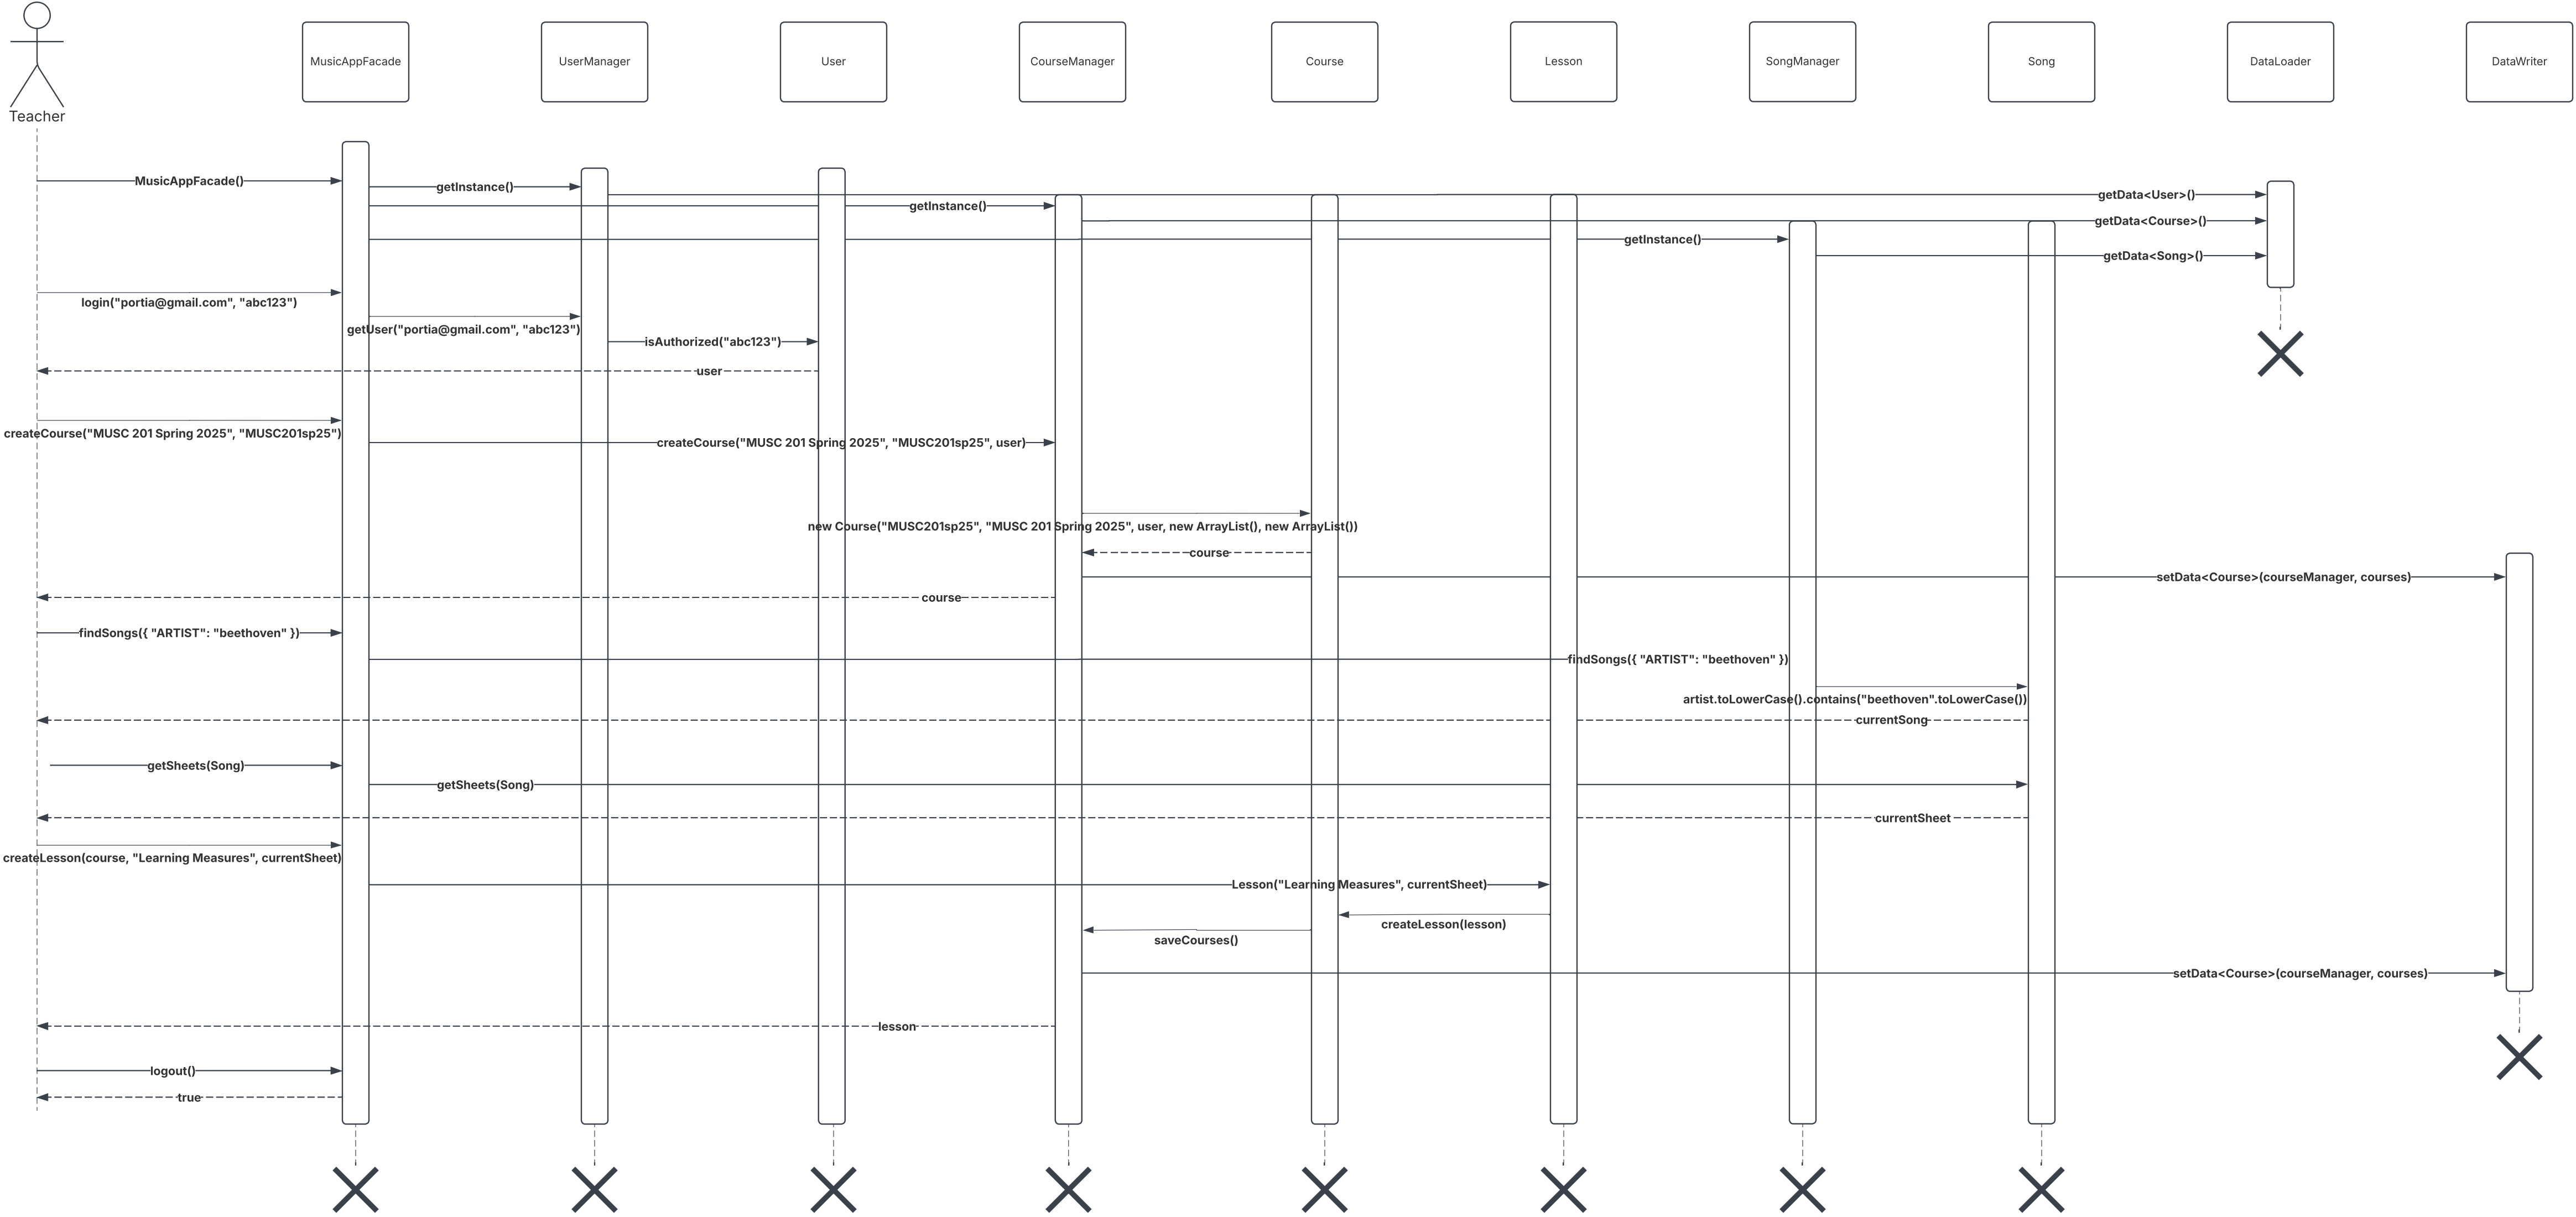 MusicAppFacade
UserManager
User
CourseManager
Course
Lesson
SongManager
Song
DataLoader
DataWriter
Teacher
MusicAppFacade()
getInstance()
getData<User>()
getInstance()
getData<Course>()
getInstance()
getData<Song>()
login("portia@gmail.com", "abc123")
getUser("portia@gmail.com", "abc123")
isAuthorized("abc123")
user
createCourse("MUSC 201 Spring 2025", "MUSC201sp25")
createCourse("MUSC 201 Spring 2025", "MUSC201sp25", user)
new Course("MUSC201sp25", "MUSC 201 Spring 2025", user, new ArrayList(), new ArrayList())
course
setData<Course>(courseManager, courses)
course
findSongs({ "ARTIST": "beethoven" })
findSongs({ "ARTIST": "beethoven" })
artist.toLowerCase().contains("beethoven".toLowerCase())
currentSong
getSheets(Song)
getSheets(Song)
currentSheet
createLesson(course, "Learning Measures", currentSheet)
Lesson("Learning Measures", currentSheet)
createLesson(lesson)
saveCourses()
setData<Course>(courseManager, courses)
lesson
logout()
true